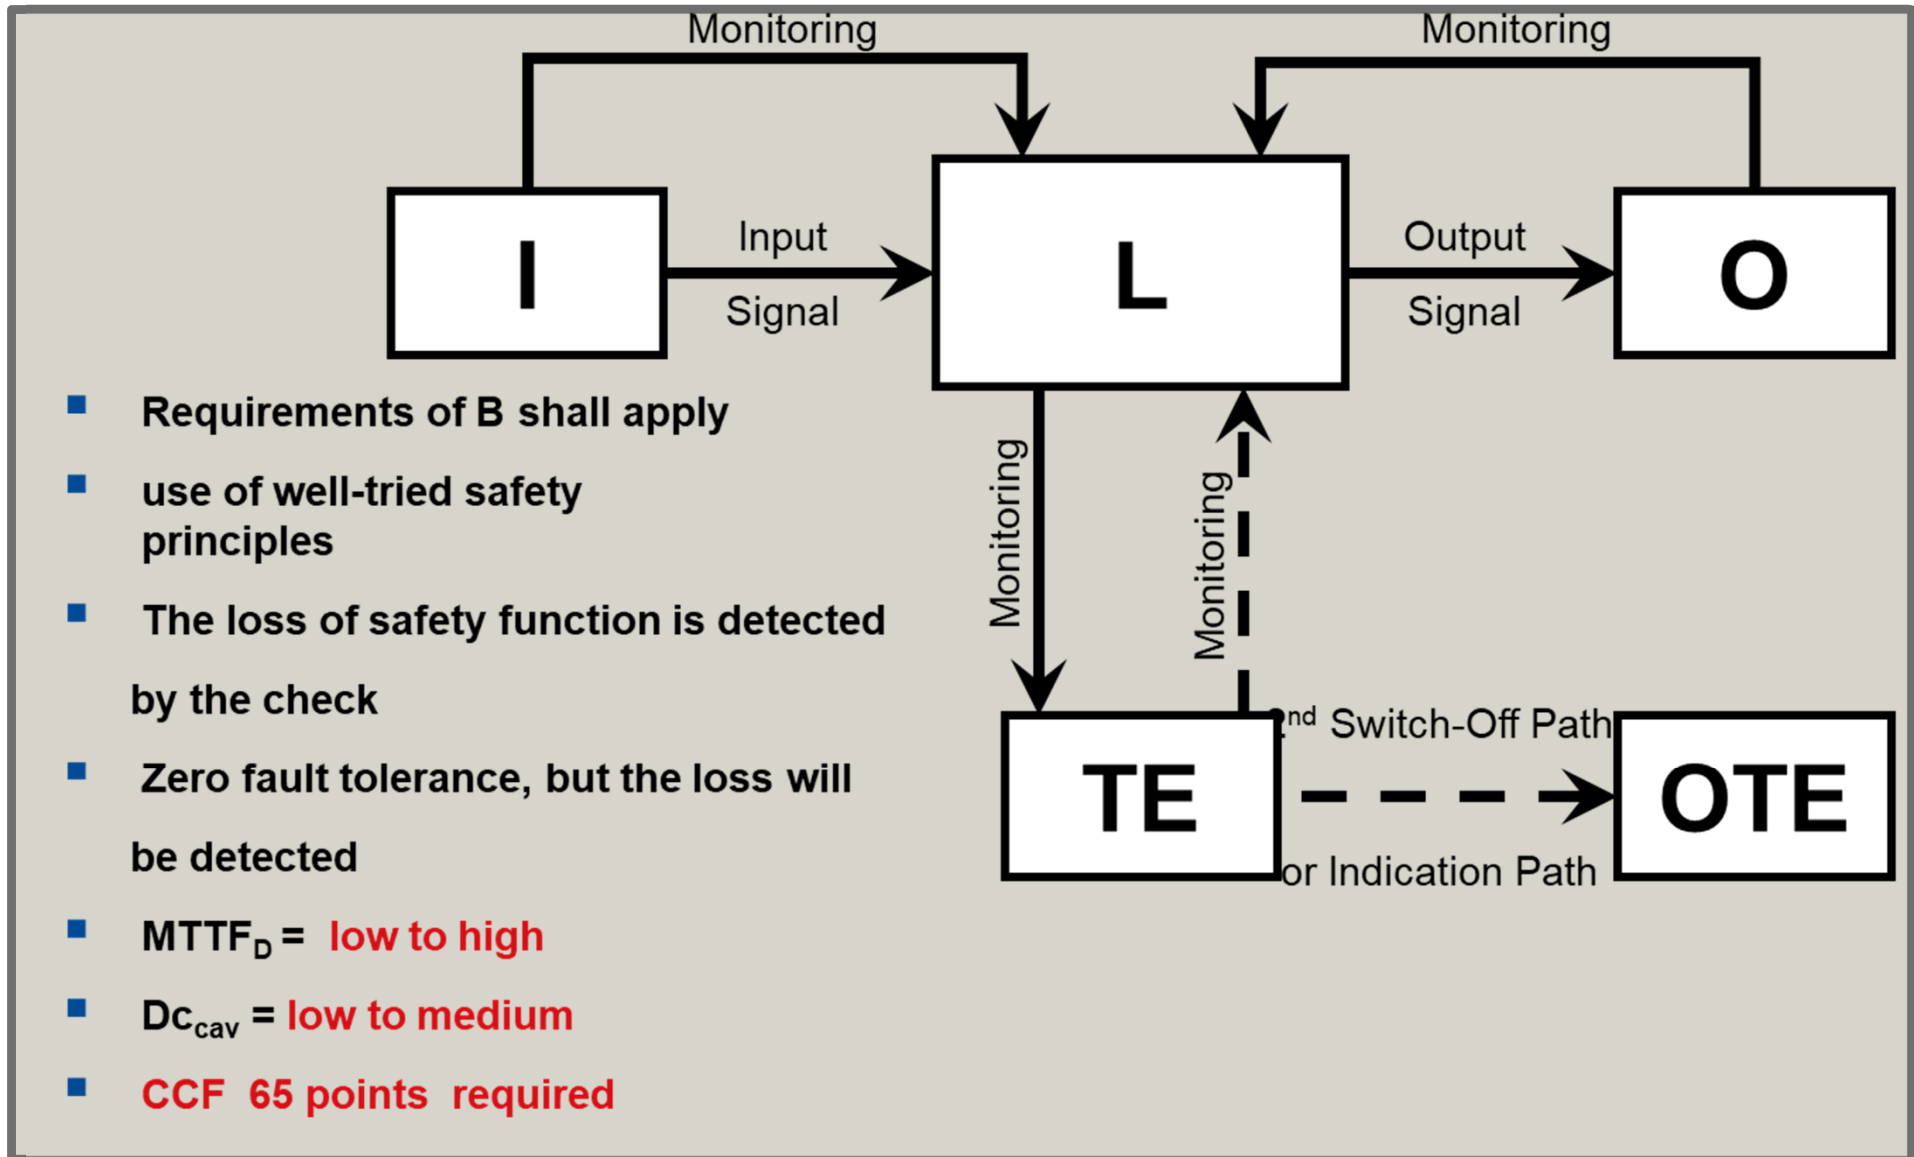 Monitoring
Monitoring
I
Input
Signal
L
Output
Signal
O
Requirements of B shall apply
use of well-tried safety
principles
The loss of safety function is detected
by the check
Zero fault tolerance, but the loss will
be detected
MTTFD = low to high
Dccav = low to medium
CCF 65 points required
Monitoring
Monitoring
2nd Switch-Off Path
TE
OTE
or Indication Path